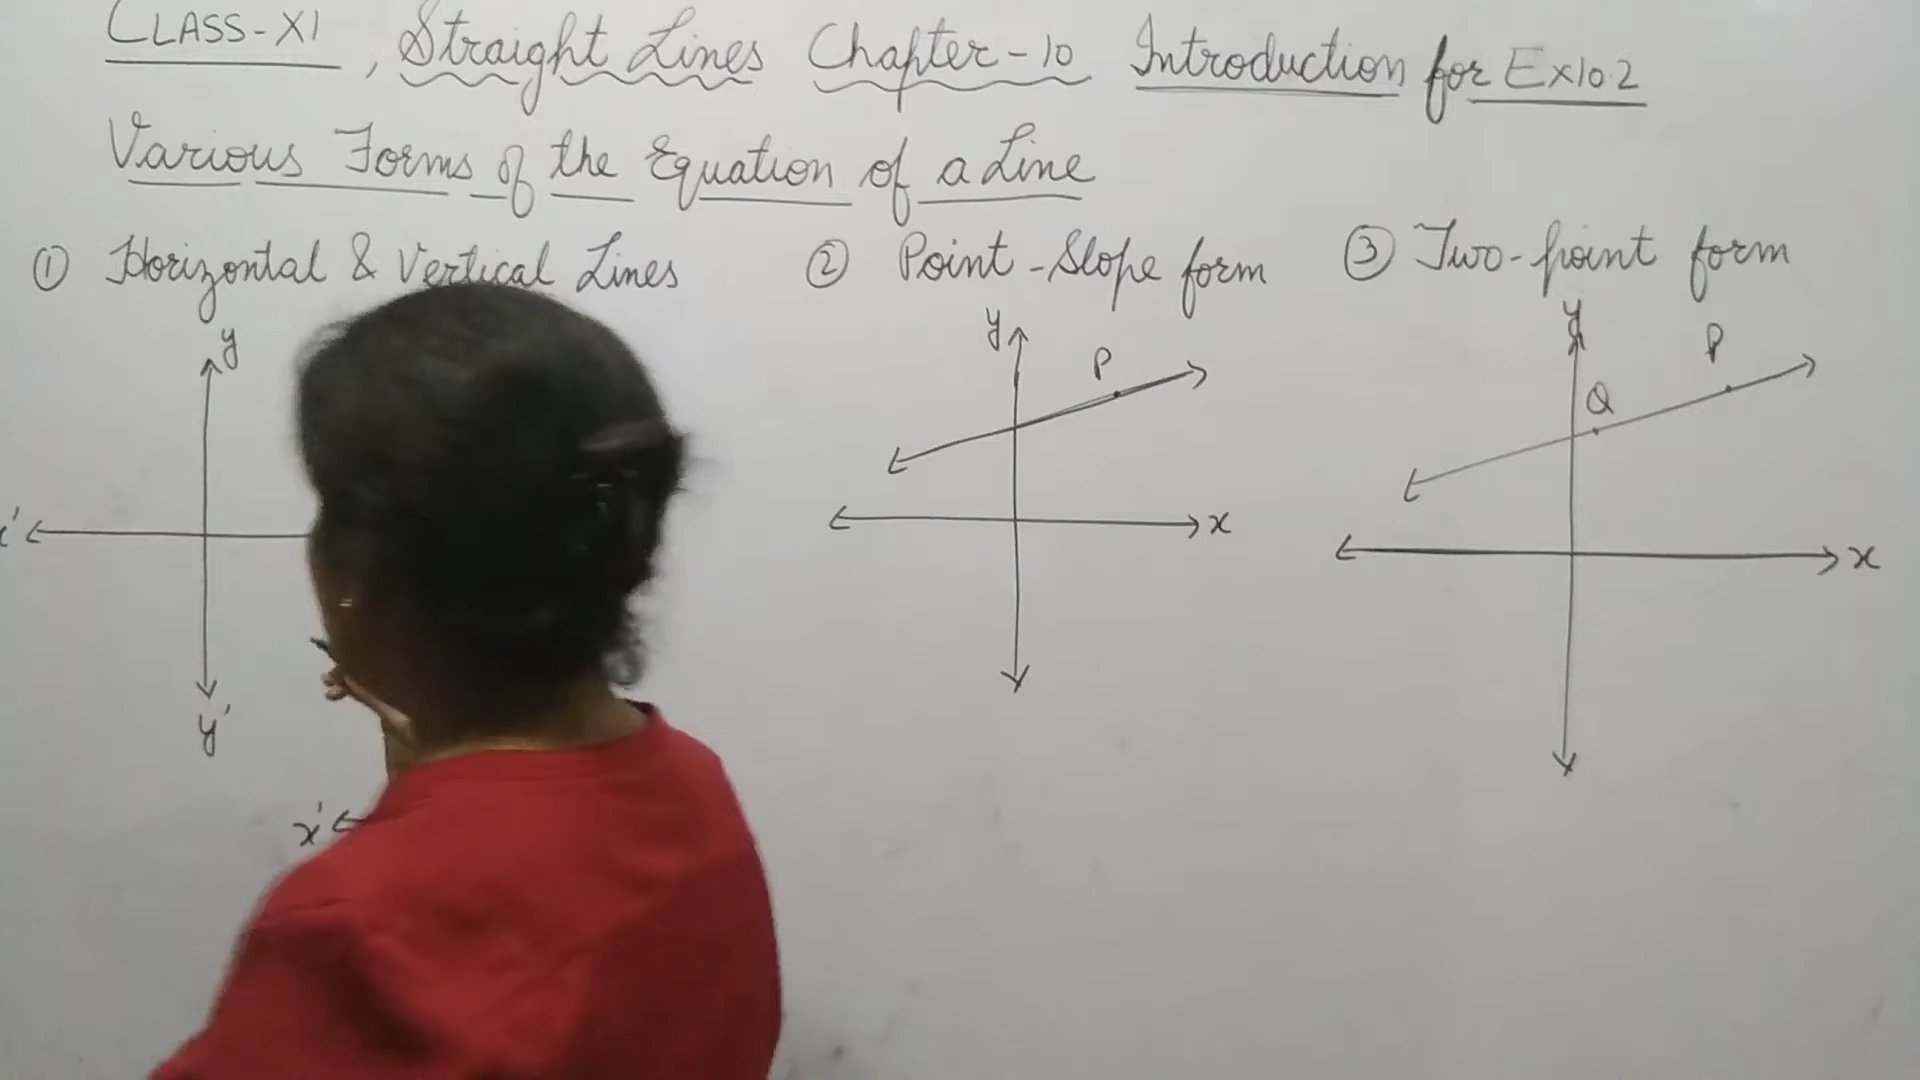 CLASS-XI, Straight Lines Chapter-10 Introduction for Ex10.2
Various Forms of the Equation of a Line
① Horizontal & Vertical Lines
② Point-Slope form
③ Two-point form
y
x'
y'
x'
y
P
x
y
P
Q
x